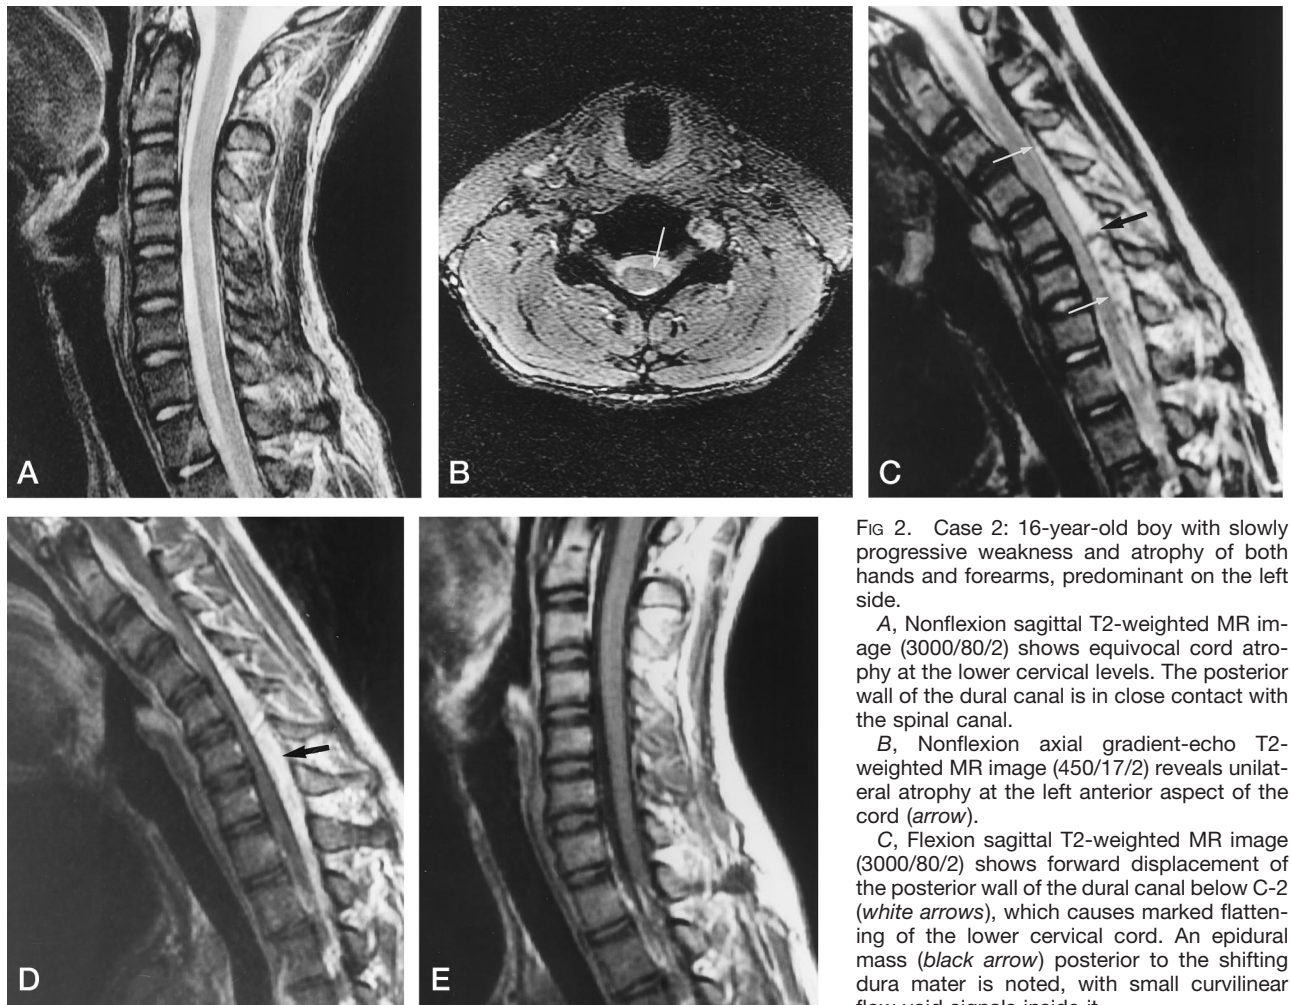 A
B
C
D
E
FIG 2. Case 2: 16-year-old boy with slowly
progressive weakness and atrophy of both
hands and forearms, predominant on the left
side.
A, Nonflexion sagittal T2-weighted MR im-
age (3000/80/2) shows equivocal cord atro-
phy at the lower cervical levels. The posterior
wall of the dural canal is in close contact with
the spinal canal.
B, Nonflexion axial gradient-echo T2-
weighted MR image (450/17/2) reveals unilat-
eral atrophy at the left anterior aspect of the
cord (arrow).
C, Flexion sagittal T2-weighted MR image
(3000/80/2) shows forward displacement of
the posterior wall of the dural canal below C-2
(white arrows), which causes marked flatten-
ing of the lower cervical cord. An epidural
mass (black arrow) posterior to the shifting
dura mater is noted, with small curvilinear